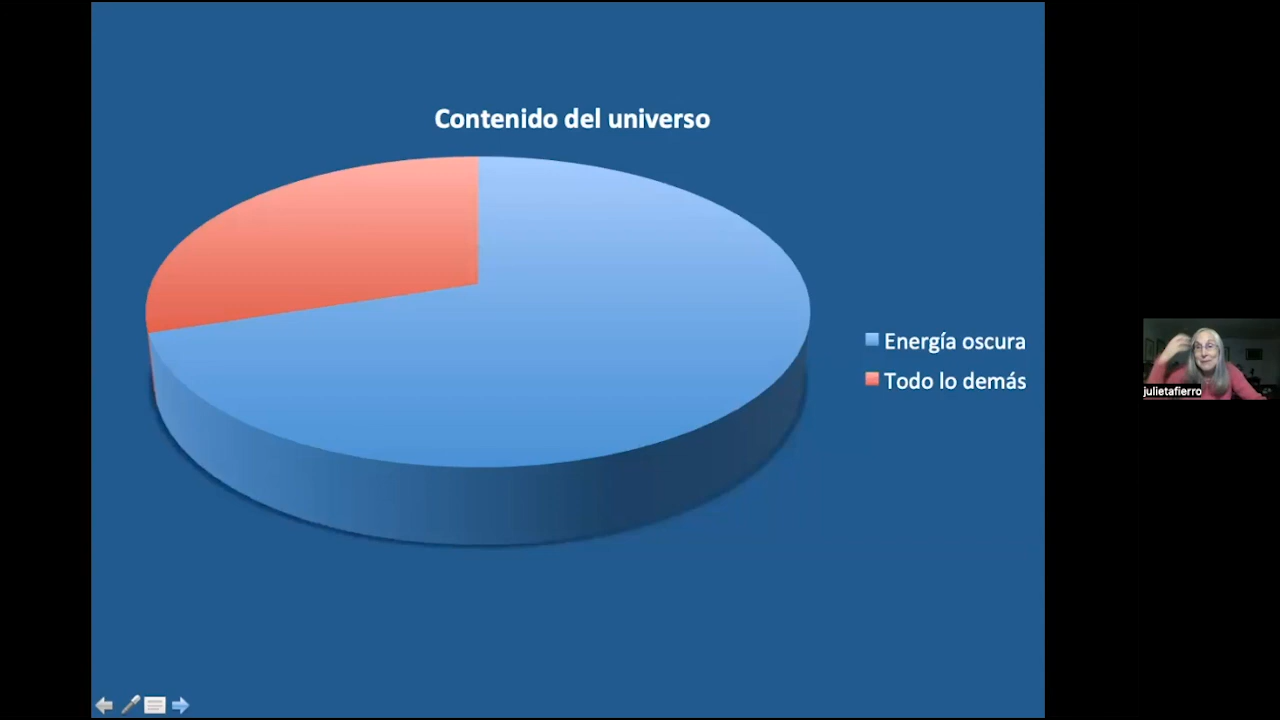 Contenido del universo
Energía oscura
Todo lo demás
julietafierro